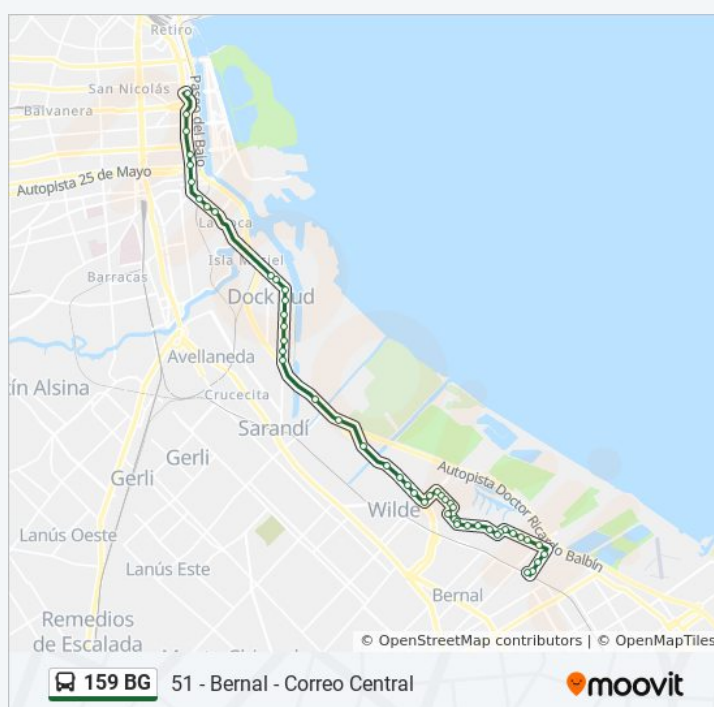 Retiro
San Nicolás
Balvanera
Paseo del Bajo
Autopista 25 de Mayo
La Boca
Isla Maciel
Barracas
Dock Sud
Avellaneda
tín Alsina
Crucecita
Sarandí
Gerli
Gerli
Autopista Doctor Ricardo Balbín
Wilde
Lanús Oeste
Lanús Este
Bernal
Remedios
de Escalada
© OpenStreetMap contributors | © OpenMapTiles
159 BG 51 - Bernal - Correo Central
moovit